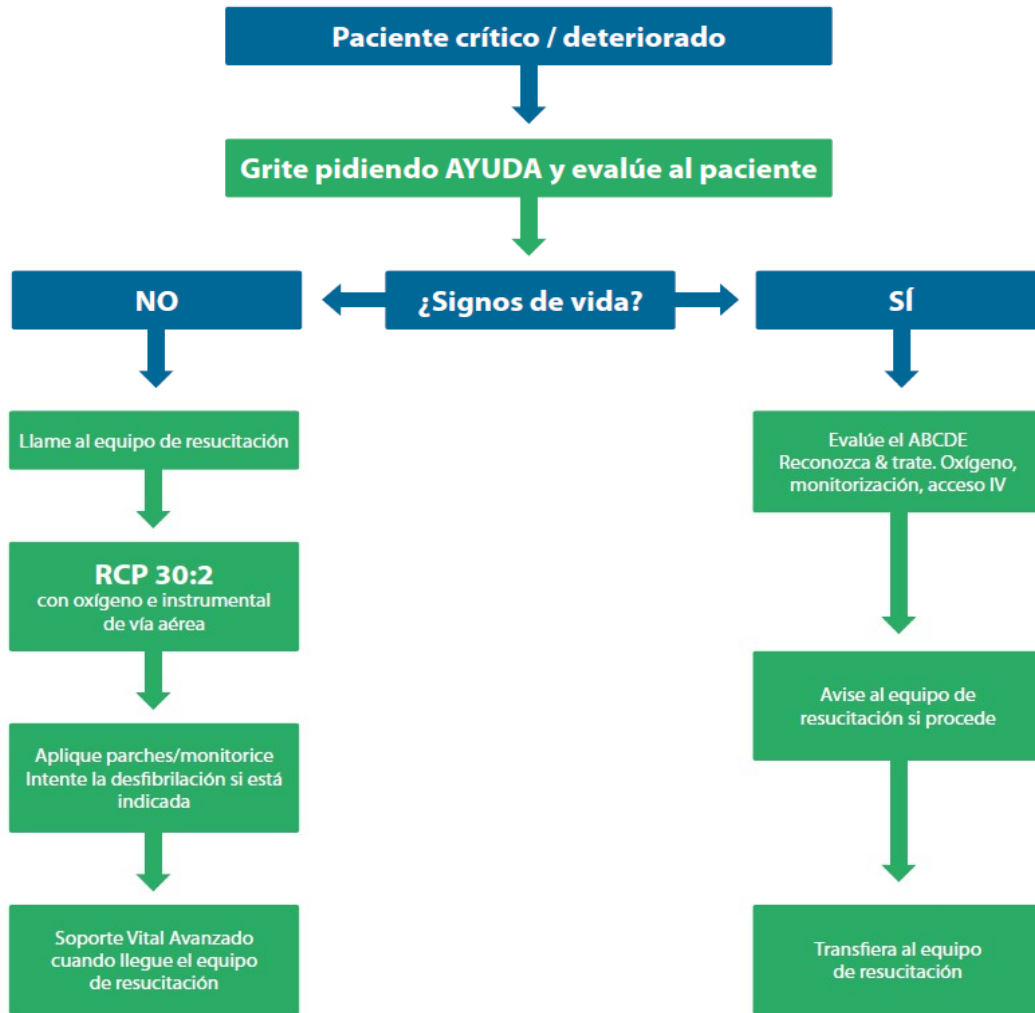 Paciente crítico / deteriorado
Grite pidiendo AYUDA y evalúe al paciente
NO
¿Signos de vida?
SÍ
Llame al equipo de resucitación
RCP 30:2
con oxígeno e instrumental
de vía aérea
Aplique parches/monitorice
Intente la desfibrilación si está
indicada
Soporte Vital Avanzado
cuando llegue el equipo
de resucitación
Evalúe el ABCDE
Reconozca & trate. Oxígeno,
monitorización, acceso IV
Avise al equipo de
resucitación si procede
Transfiera al equipo
de resucitación